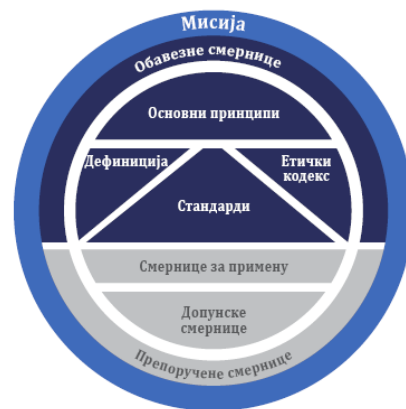 Мисија
Обавезне смернице
Основни принципи
Дефиниција
Етички
кодекс
Стандарди
Смернице за примену
Допунске
смернице
Препоручене смернице